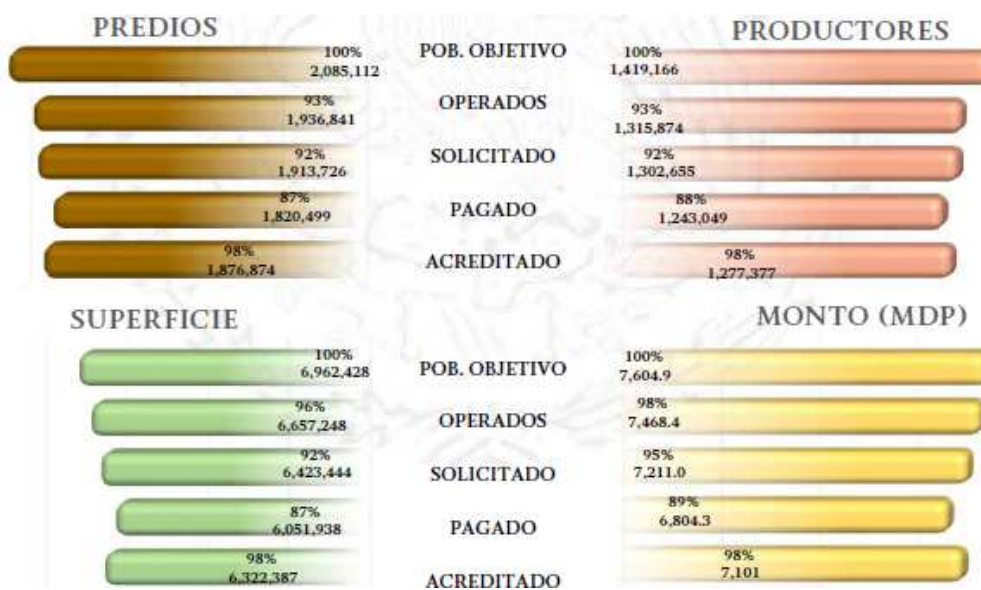 PREDIOS
PRODUCTORES
100%
2,085,112
POB. OBJETIVO
100%
1,419,166
93%
1,936,841
OPERADOS
93%
1,315,874
92%
1,913,726
SOLICITADO
92%
1,302,655
87%
1,820,499
PAGADO
88%
1,243,049
98%
1,876,874
ACREDITADO
98%
1,277,377
SUPERFICIE
MONTO (MDP)
100%
6,962,428
POB. OBJETIVO
100%
7,604.9
96%
6,657,248
OPERADOS
98%
7,468.4
92%
6,423,444
SOLICITADO
95%
7,211.0
87%
6,051,938
PAGADO
89%
6,804.3
98%
6,322,387
ACREDITADO
98%
7,101